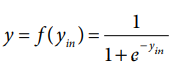 y = f(y_in) = 1 / (1 + e^(-y_in))